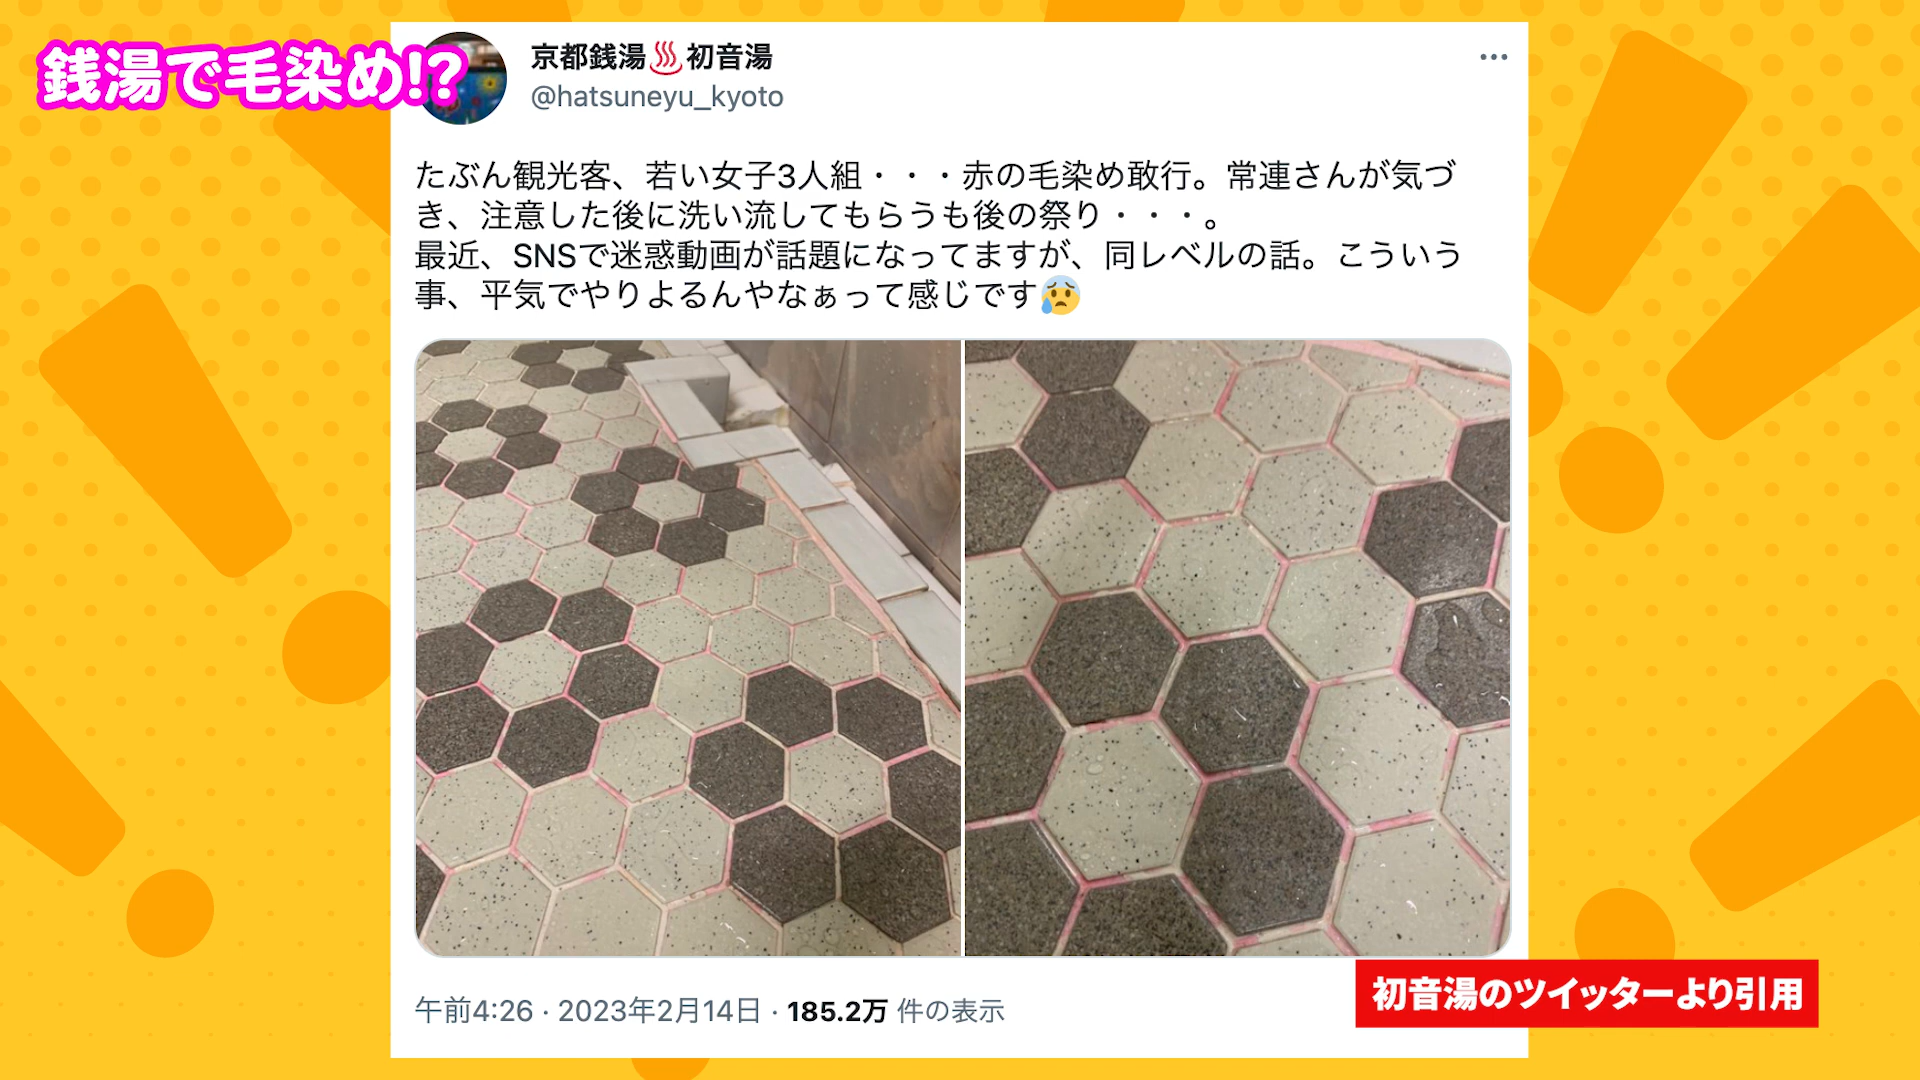 銭湯で毛染め!?
京都銭湯♨初音湯
@hatsuneyu_kyoto
たぶん観光客、若い女子3人組・・・赤の毛染め敢行。常連さんが気づ
き、注意した後に洗い流してもらうも後の祭り・・・。
最近、SNSで迷惑動画が話題になってますが、同レベルの話。こういう
事、平気でやりよるんやなぁって感じです😰
午前4:26 · 2023年2月14日 · 185.2万 件の表示
初音湯のツイッターより引用